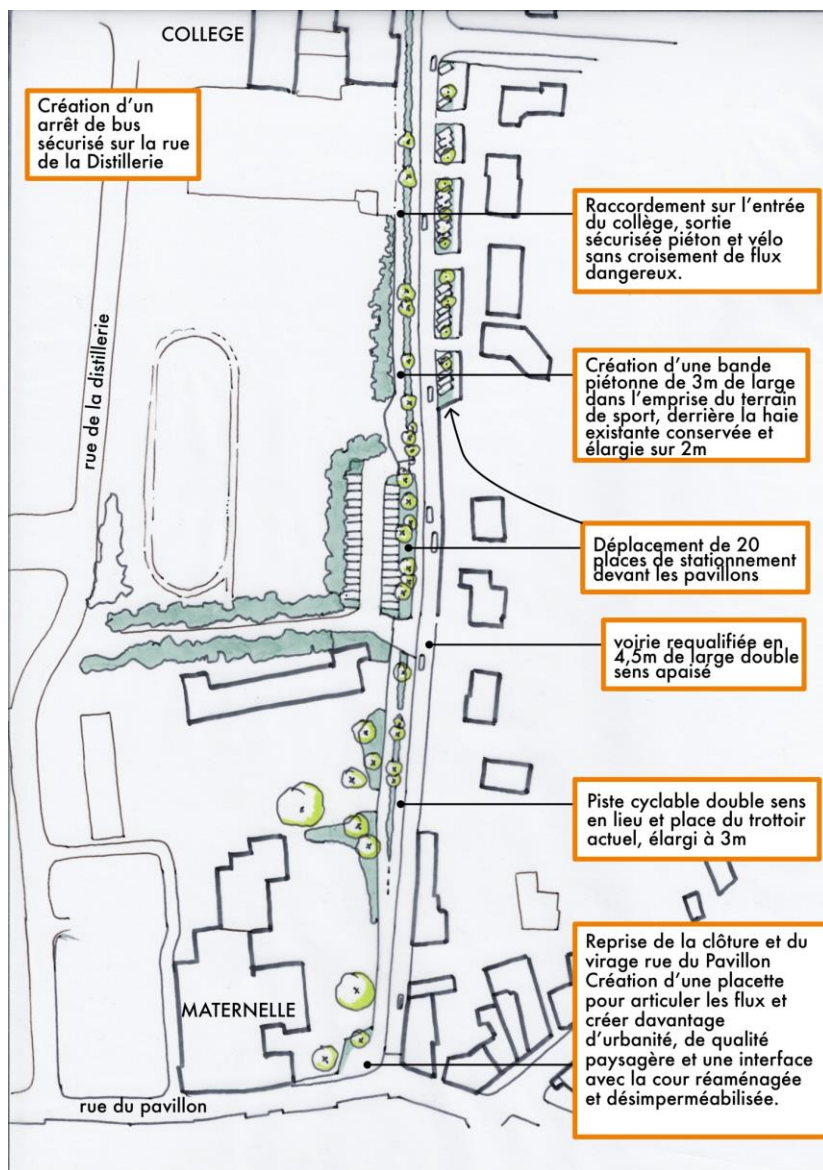 COLLEGE
Création d'un
arrêt de bus
sécurisé sur la rue
de la Distillerie
Raccordement sur l'entrée
du collège, sortie
sécurisée piéton et vélo
sans croisement de flux
dangereux.
rue de la distillerie
Création d'une bande
piétonne de 3m de large
dans l'emprise du terrain
de sport, derrière la haie
existante conservée et
élargie sur 2m
Déplacement de 20
places de stationnement
devant les pavillons
voirie requalifiée en
4,5m de large double
sens apaisé
Piste cyclable double sens
en lieu et place du trottoir
actuel, élargi à 3m
Reprise de la clôture et du
virage rue du Pavillon
Création d'une placette
pour articuler les flux et
créer davantage
d'urbanité, de qualité
paysagère et une interface
avec la cour réaménagée
et désimperméabilisée.
MATERNELLE
rue du pavillon